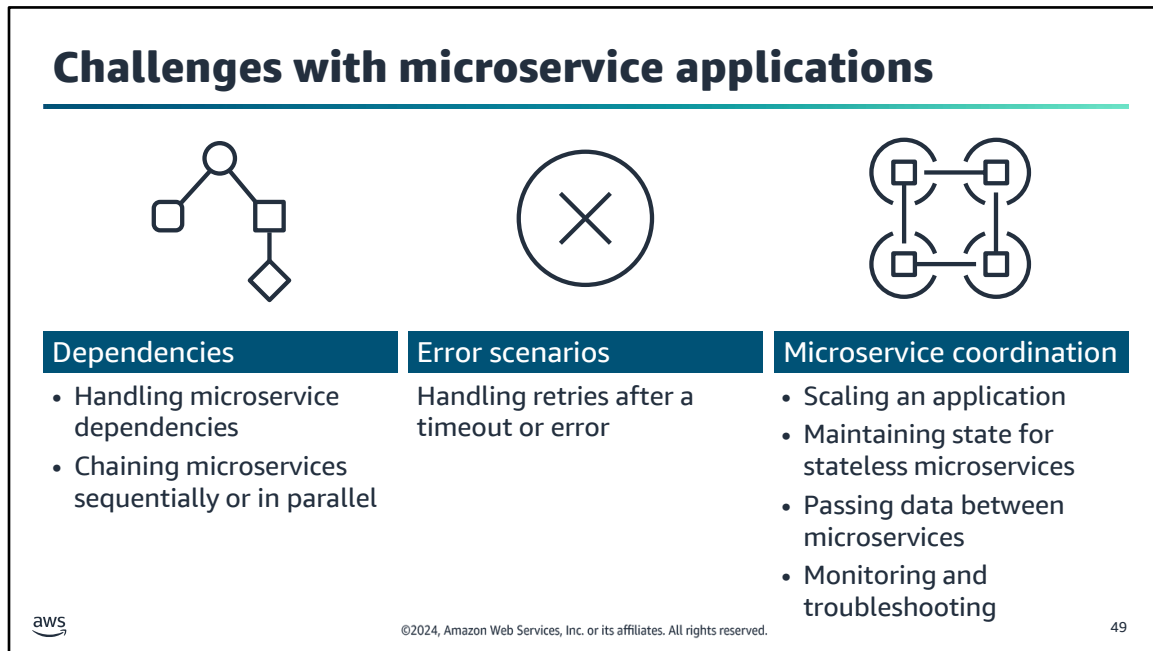 Challenges with microservice applications
Dependencies
• Handling microservice
dependencies
• Chaining microservices
sequentially or in parallel
Error scenarios
Handling retries after a
timeout or error
Microservice coordination
• Scaling an application
• Maintaining state for
stateless microservices
• Passing data between
microservices
• Monitoring and
troubleshooting
aws
©2024, Amazon Web Services, Inc. or its affiliates. All rights reserved.
49